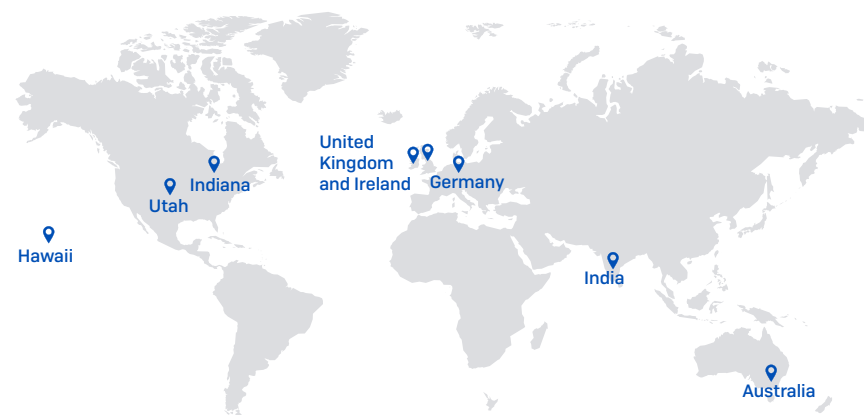 United
Kingdom
and Ireland
Germany
Indiana
Utah
Hawaii
India
Australia